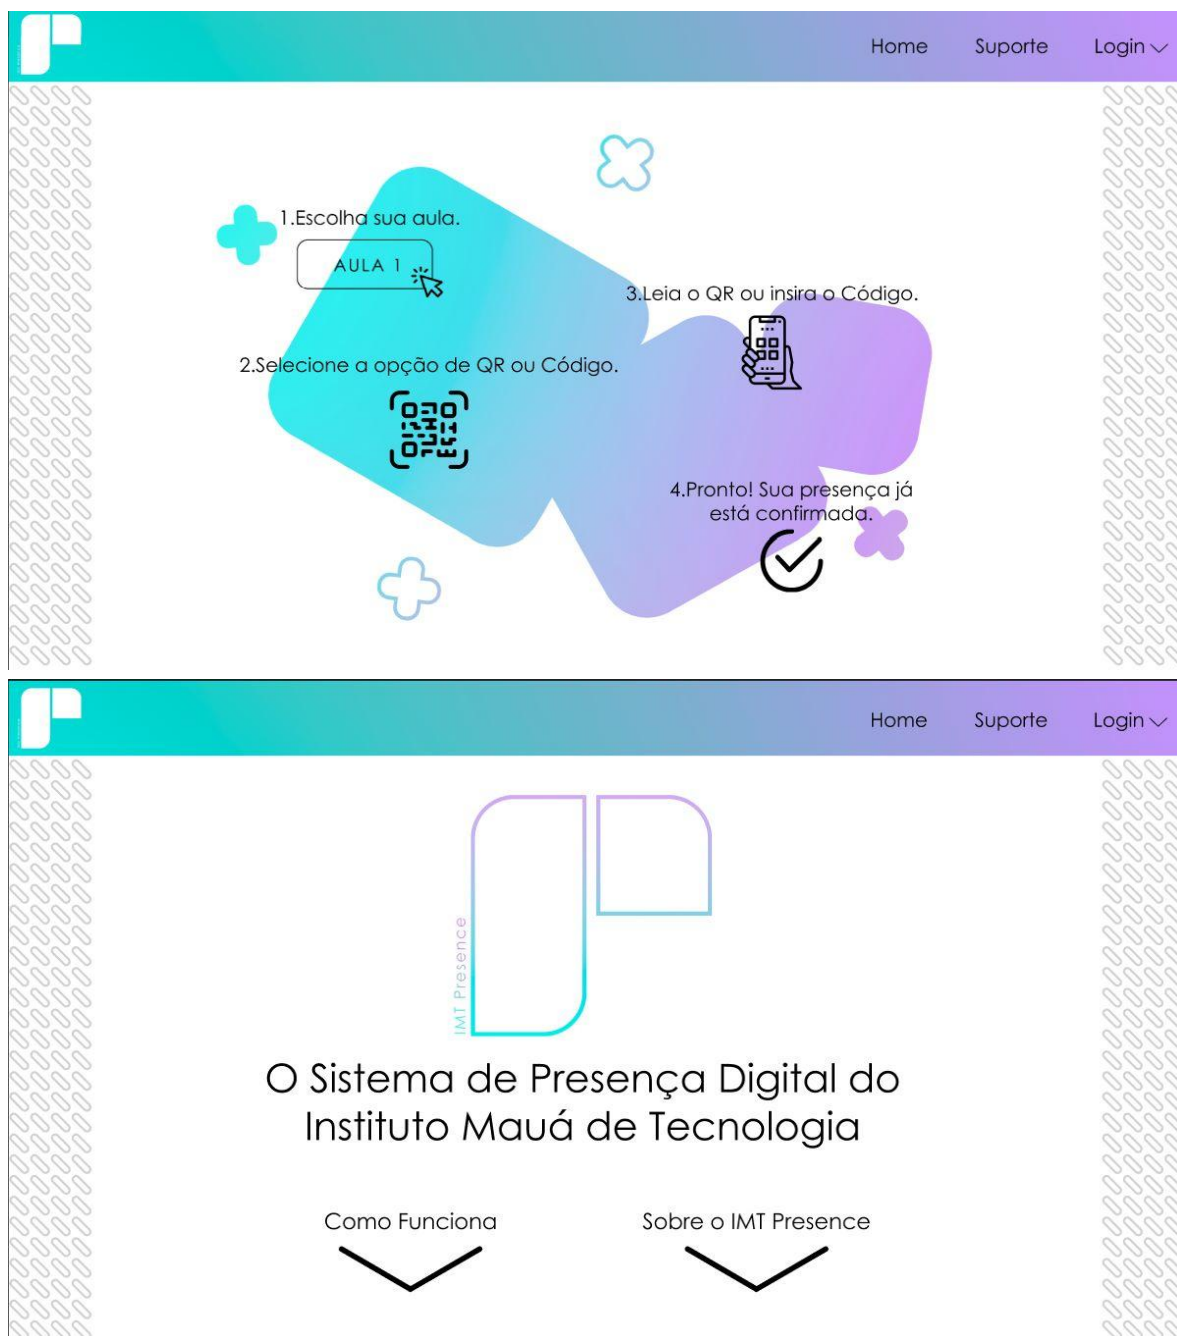 Home
Suporte
Login
1.Escolha sua aula.
AULA 1
2.Selecione a opção de QR ou Código.
3.Leia o QR ou insira o Código.
4.Pronto! Sua presença já
está confirmada.
Home
Suporte
Login
IMT Presence
O Sistema de Presença Digital do
Instituto Mauá de Tecnologia
Como Funciona
Sobre o IMT Presence